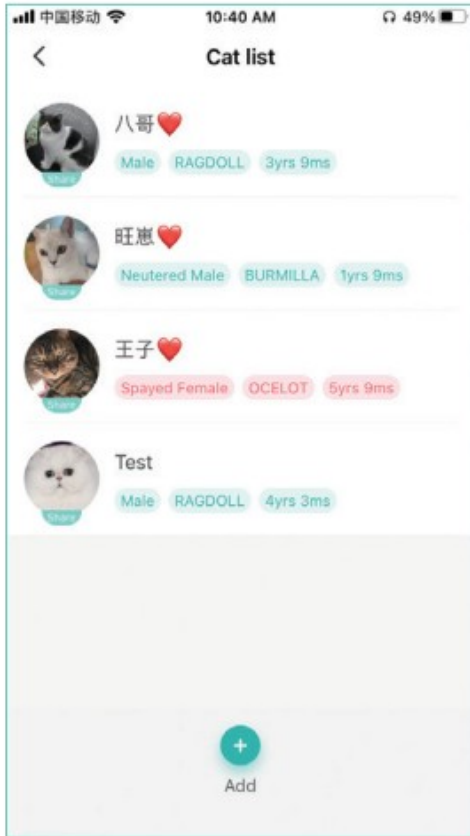 中国移动 10:40 AM 49%
Cat list
八哥❤️
Male RAGDOLL 3yrs 9ms
Share
旺崽❤️
Neutered Male BURMILLA 1yrs 9ms
Share
王子❤️
Spayed Female OCELOT 5yrs 9ms
Share
Test
Male RAGDOLL 4yrs 3ms
Share
Add